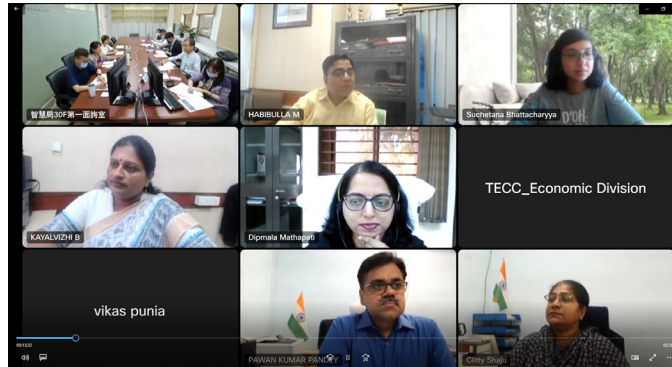 智慧局30F第一面詢室
HABIBULLA M
Suchetana Bhattacharyya
KAYALVIZHI B
Dipmala Mathapati
TECC_Economic Division
vikas punia
PAWAN KUMAR PANDEY
Clitty Shaju